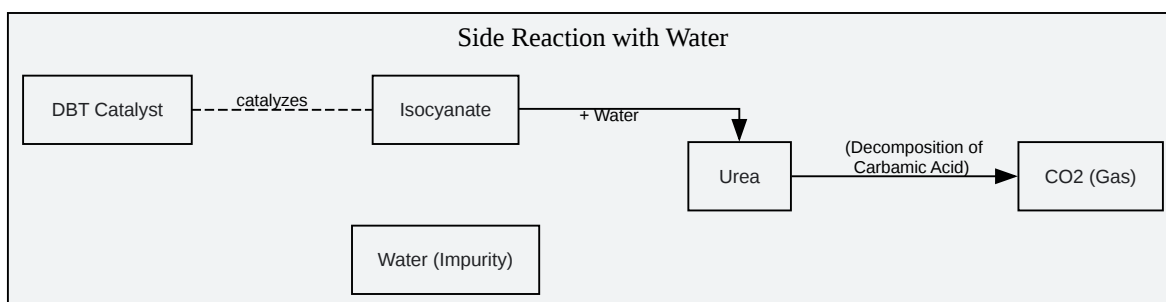 Side Reaction with Water
DBT Catalyst
catalyzes
Isocyanate
+ Water
Urea
(Decomposition of
Carbamic Acid)
CO2 (Gas)
Water (Impurity)